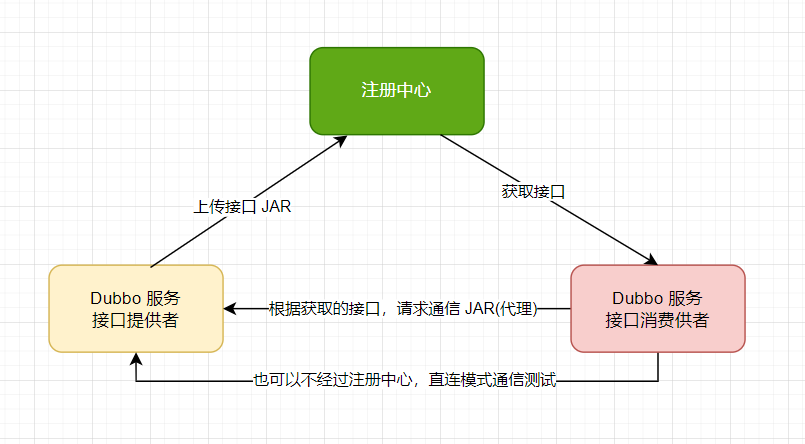 注册中心
上传接口 JAR
获取接口
Dubbo 服务
接口提供者
根据获取的接口，请求通信 JAR(代理)
Dubbo 服务
接口消费供者
也可以不经过注册中心，直连模式通信测试